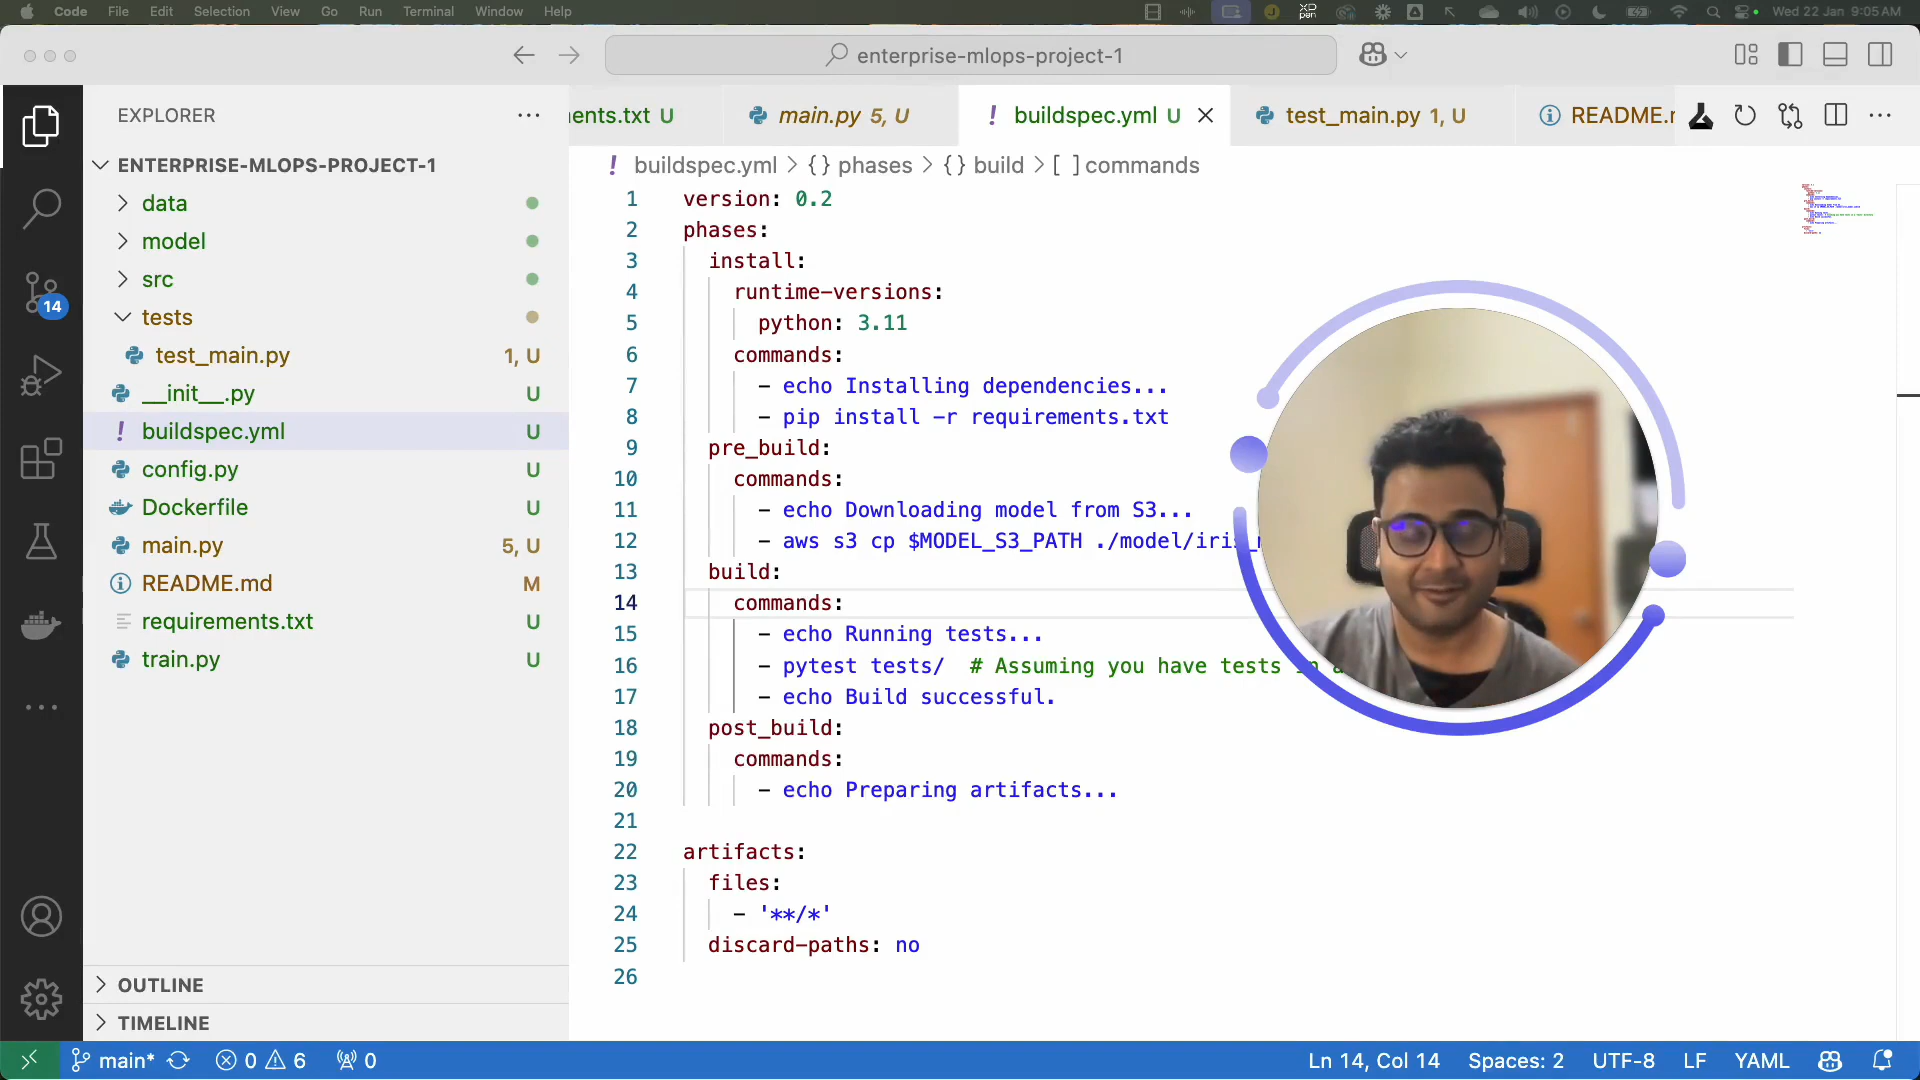 Code File Edit Selection View Go Run Terminal Window Help Wed 22 Jan 9:05 AM
enterprise-mlops-project-1
EXPLORER
ents.txt U
main.py 5, U
buildspec.yml U
test_main.py 1, U
README.r
ENTERPRISE-MLOPS-PROJECT-1
data
model
src
tests
test_main.py 1, U
__init__.py U
buildspec.yml U
config.py U
Dockerfile U
main.py 5, U
README.md M
requirements.txt U
train.py U
14
OUTLINE
TIMELINE
buildspec.yml > {} phases > {} build > [ ] commands
1 version: 0.2
2 phases:
3 install:
4 runtime-versions:
5 python: 3.11
6 commands:
7 - echo Installing dependencies...
8 - pip install -r requirements.txt
9 pre_build:
10 commands:
11 - echo Downloading model from S3...
12 - aws s3 cp $MODEL_S3_PATH ./model/iris_
13 build:
14 commands:
15 - echo Running tests...
16 - pytest tests/ # Assuming you have tests in a
17 - echo Build successful.
18 post_build:
19 commands:
20 - echo Preparing artifacts...
21
22 artifacts:
23 files:
24 - '**/*'
25 discard-paths: no
26
main* 0 6 0 Ln 14, Col 14 Spaces: 2 UTF-8 LF YAML